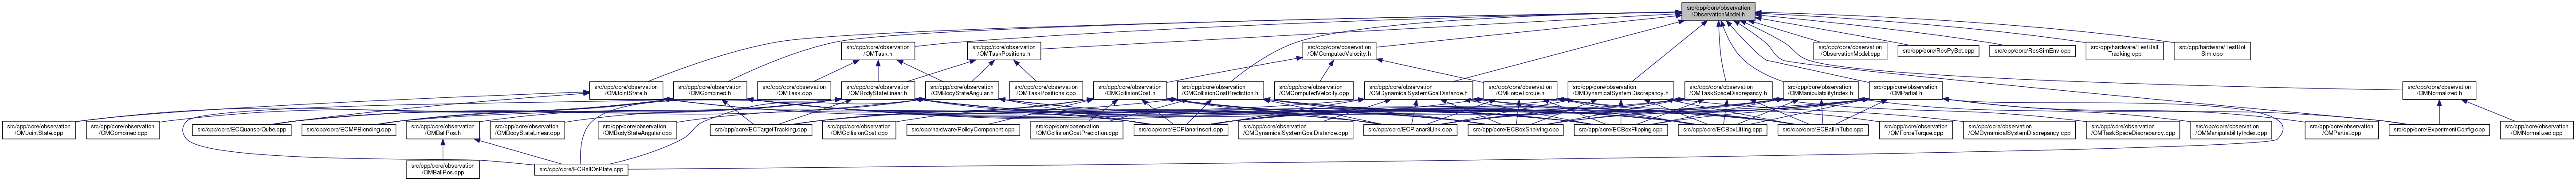 src/cpp/core/observation
/ObservationModel.h
src/cpp/core/observation
/OMTask.h
src/cpp/core/observation
/OMTaskPositions.h
src/cpp/core/observation
/OMComputedVelocity.h
src/cpp/core/observation
/ObservationModel.cpp
src/cpp/core/RcsPyBot.cpp
src/cpp/core/RcsSimEnv.cpp
src/cpp/hardware/TestBall
Tracking.cpp
src/cpp/hardware/TestBot
Sim.cpp
src/cpp/core/observation
/OMJointState.h
src/cpp/core/observation
/OMCombined.h
src/cpp/core/observation
/OMTask.cpp
src/cpp/core/observation
/OMBodyStateLinear.h
src/cpp/core/observation
/OMBodyStateAngular.h
src/cpp/core/observation
/OMTaskPositions.cpp
src/cpp/core/observation
/OMCollisionCost.h
src/cpp/core/observation
/OMCollisionCostPrediction.h
src/cpp/core/observation
/OMComputedVelocity.cpp
src/cpp/core/observation
/OMDynamicalSystemGoalDistance.h
src/cpp/core/observation
/OMForceTorque.h
src/cpp/core/observation
/OMDynamicalSystemDiscrepancy.h
src/cpp/core/observation
/OMTaskSpaceDiscrepancy.h
src/cpp/core/observation
/OMManipulabilityIndex.h
src/cpp/core/observation
/OMPartial.h
src/cpp/core/observation
/OMNormalized.h
src/cpp/core/observation
/OMJointState.cpp
src/cpp/core/observation
/OMCombined.cpp
src/cpp/core/ECQuanserQube.cpp
src/cpp/core/ECMPBlending.cpp
src/cpp/core/observation
/OMBallPos.h
src/cpp/core/observation
/OMBodyStateLinear.cpp
src/cpp/core/observation
/OMBodyStateAngular.cpp
src/cpp/core/ECTargetTracking.cpp
src/cpp/core/observation
/OMCollisionCost.cpp
src/cpp/hardware/PolicyComponent.cpp
src/cpp/core/observation
/OMCollisionCostPrediction.cpp
src/cpp/core/ECPlanarInsert.cpp
src/cpp/core/observation
/OMDynamicalSystemGoalDistance.cpp
src/cpp/core/ECPlanar3Link.cpp
src/cpp/core/ECBoxShelving.cpp
src/cpp/core/ECBoxFlipping.cpp
src/cpp/core/ECBoxLifting.cpp
src/cpp/core/ECBallInTube.cpp
src/cpp/core/observation
/OMForceTorque.cpp
src/cpp/core/observation
/OMDynamicalSystemDiscrepancy.cpp
src/cpp/core/observation
/OMTaskSpaceDiscrepancy.cpp
src/cpp/core/observation
/OMManipulabilityIndex.cpp
src/cpp/core/observation
/OMPartial.cpp
src/cpp/core/ExperimentConfig.cpp
src/cpp/core/observation
/OMNormalized.cpp
src/cpp/core/observation
/OMBallPos.cpp
src/cpp/core/ECBallOnPlate.cpp